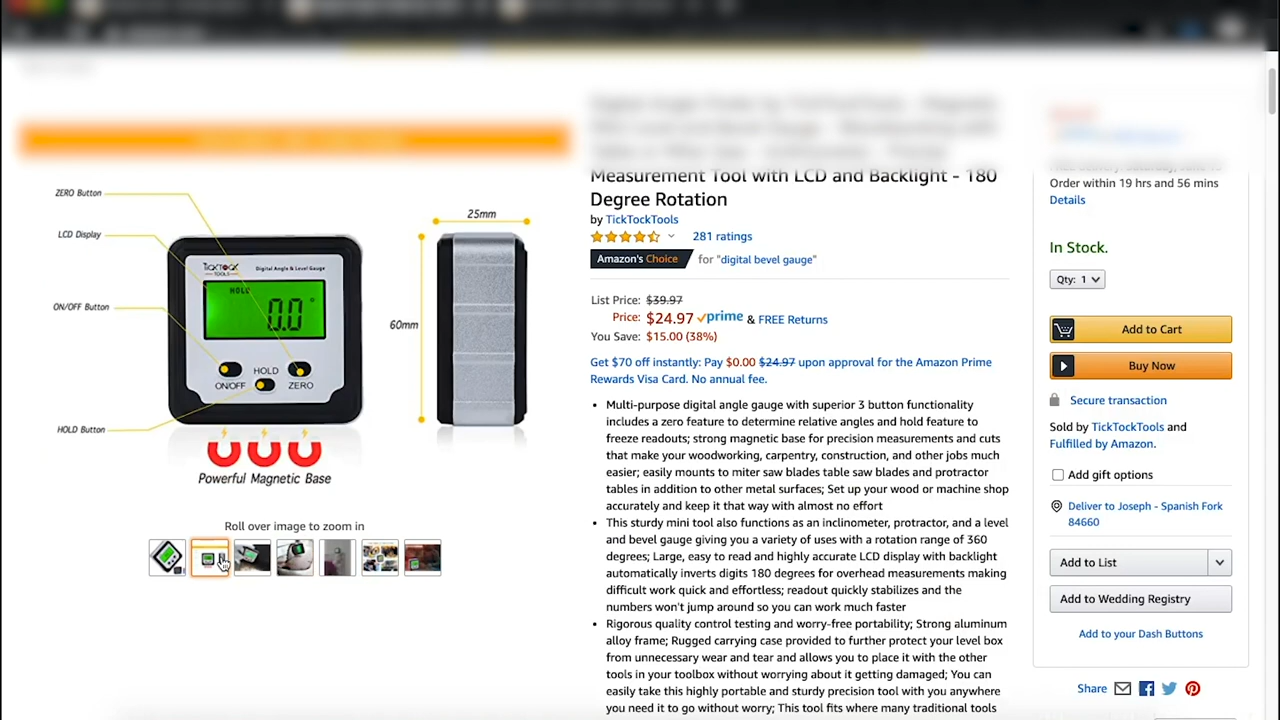 ZERO Button
LCD Display
ON/OFF Button
HOLD Button
25mm
60mm
TickTock
TOOLS
Digital Angle & Level Gauge
HOLD
0.0°
ON/OFF
HOLD
ZERO
Powerful Magnetic Base
Roll over image to zoom in
Measurement Tool with LCD and Backlight - 180
Degree Rotation
by TickTockTools
281 ratings
Amazon's Choice for "digital bevel gauge"
List Price: $39.97
Price: $24.97 prime & FREE Returns
You Save: $15.00 (38%)
Get $70 off instantly: Pay $0.00 $24.97 upon approval for the Amazon Prime
Rewards Visa Card. No annual fee.
• Multi-purpose digital angle gauge with superior 3 button functionality
includes a zero feature to determine relative angles and hold feature to
freeze readouts; strong magnetic base for precision measurements and cuts
that make your woodworking, carpentry, construction, and other jobs much
easier; easily mounts to miter saw blades table saw blades and protractor
tables in addition to other metal surfaces; Set up your wood or machine shop
accurately and keep it that way with almost no effort
• This sturdy mini tool also functions as an inclinometer, protractor, and a level
and bevel gauge giving you a variety of uses with a rotation range of 360
degrees; Large, easy to read and highly accurate LCD display with backlight
automatically inverts digits 180 degrees for overhead measurements making
difficult work quick and effortless; readout quickly stabilizes and the
numbers won't jump around so you can work much faster
• Rigorous quality control testing and worry-free portability; Strong aluminum
alloy frame; Rugged carrying case provided to further protect your level box
from unnecessary wear and tear and allows you to place it with the other
tools in your toolbox without worrying about it getting damaged; You can
easily take this highly portable and sturdy precision tool with you anywhere
you need it to go without worry; This tool fits where many traditional tools
Order within 19 hrs and 56 mins
Details
In Stock.
Qty: 1
Add to Cart
Buy Now
Secure transaction
Sold by TickTockTools and
Fulfilled by Amazon.
Add gift options
Deliver to Joseph - Spanish Fork
84660
Add to List
Add to Wedding Registry
Add to your Dash Buttons
Share